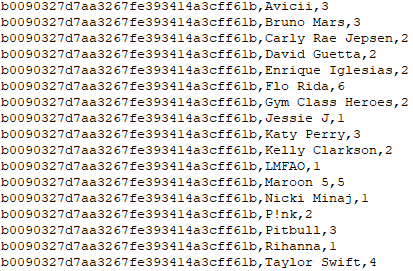 b0090327d7aa3267fe393414a3cff61b,Avicii,3
b0090327d7aa3267fe393414a3cff61b,Bruno Mars,3
b0090327d7aa3267fe393414a3cff61b,Carly Rae Jepsen,2
b0090327d7aa3267fe393414a3cff61b,David Guetta,2
b0090327d7aa3267fe393414a3cff61b,Enrique Iglesias,2
b0090327d7aa3267fe393414a3cff61b,Flo Rida,6
b0090327d7aa3267fe393414a3cff61b,Gym Class Heroes,2
b0090327d7aa3267fe393414a3cff61b,Jessie J,1
b0090327d7aa3267fe393414a3cff61b,Katy Perry,3
b0090327d7aa3267fe393414a3cff61b,Kelly Clarkson,2
b0090327d7aa3267fe393414a3cff61b,LMFAO,1
b0090327d7aa3267fe393414a3cff61b,Maroon 5,5
b0090327d7aa3267fe393414a3cff61b,Nicki Minaj,1
b0090327d7aa3267fe393414a3cff61b,P!nk,2
b0090327d7aa3267fe393414a3cff61b,Pitbull,3
b0090327d7aa3267fe393414a3cff61b,Rihanna,1
b0090327d7aa3267fe393414a3cff61b,Taylor Swift,4